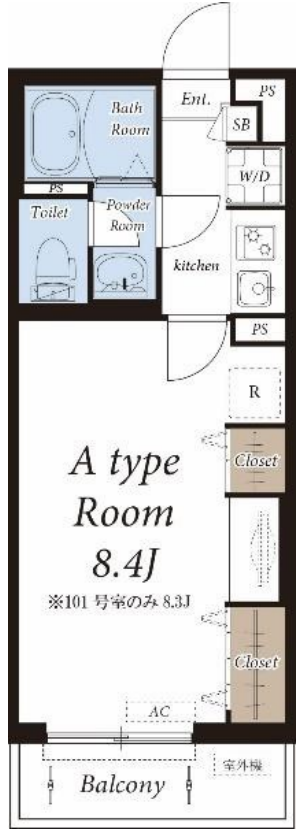 Ent.
PS
Bath
Room
SB
W/D
PS
Toilet
Powder
Room
kitchen
PS
R
A type
Room
8.4J
※101 号室のみ 8.3J
Closet
Closet
AC
室外機
Balcony